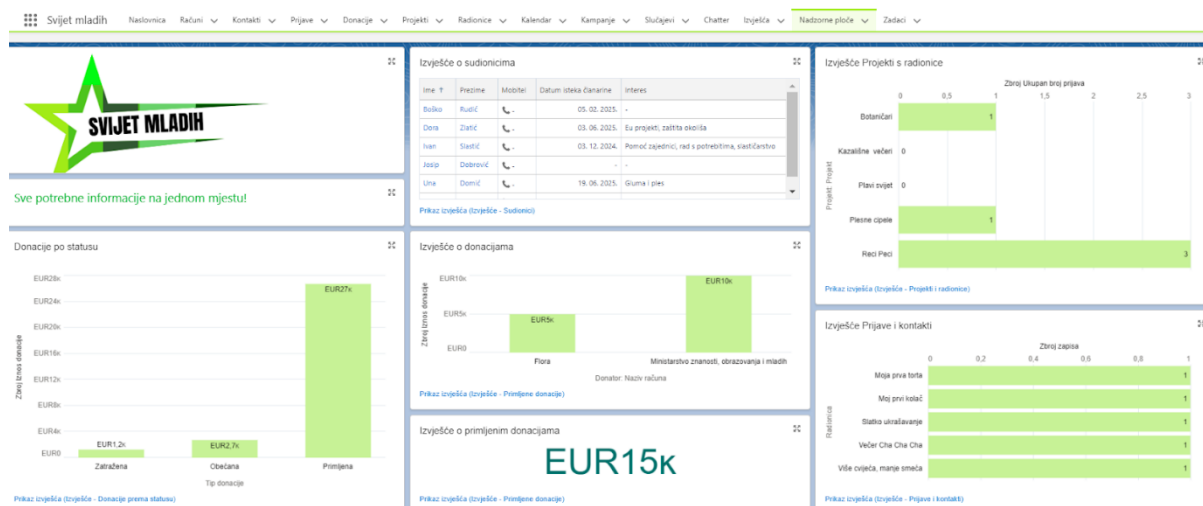 Svijet mladih Naslovnica Računi Kontakti Prijave Donacije Projekti Radionice Kalendar Kampanje Slučajevi Chatter Izvješća Nadzorne ploče Zadaci
SVIJET MLADIH
Sve potrebne informacije na jednom mjestu!
Donacije po statusu
Zbroj Iznos donacije
EUR28K
EUR24K
EUR20K
EUR16K
EUR12K
EUR8K
EUR4K
EUR0
EUR1,2K
EUR2,7K
EUR27K
Zatražena Obećana Primljena
Tip donacije
Prikaz izvješća (Izvješće - Donacije prema statusu)
Izvješće o sudionicima
Ime ↑ Prezime Mobitel Datum isteka članarine Interes
Boško Rudić - 05. 02. 2025. -
Dora Zlatić - 03. 06. 2025. Eu projekti, zaštita okoliša
Ivan Slastić - 03. 12. 2024. Pomoć zajednici, rad s potrebitima, slastičarstvo
Josip Dobrović - - -
Una Domić - 19. 06. 2025. Gluma i ples
Prikaz izvješća (Izvješće - Sudionici)
Izvješće o donacijama
Zbroj Iznos donacije
EUR10K
EUR5K
EUR0
EUR5K
EUR10K
Flora Ministarstvo znanosti, obrazovanja i mladih
Donator: Naziv računa
Prikaz izvješća (Izvješće - Primljene donacije)
Izvješće o primljenim donacijama
EUR15K
Prikaz izvješća (Izvješće - Primljene donacije)
Izvješće Projekti s radionice
Zbroj Ukupan broj prijava
0 0,5 1 1,5 2 2,5 3
Projekt: Projekt
Botaničari 1
Kazališne večeri 0
Plavi svijet 0
Plesne cipele 1
Reci Peci 3
Prikaz izvješća (Izvješće - Projekti i radionice)
Izvješće Prijave i kontakti
Zbroj zapisa
0 0,2 0,4 0,6 0,8 1
Radionica
Moja prva torta 1
Moj prvi kolač 1
Slatko ukrašavanje 1
Večer Cha Cha Cha 1
Više cvijeća, manje smeća 1
Prikaz izvješća (Izvješće - Prijave i kontakti)